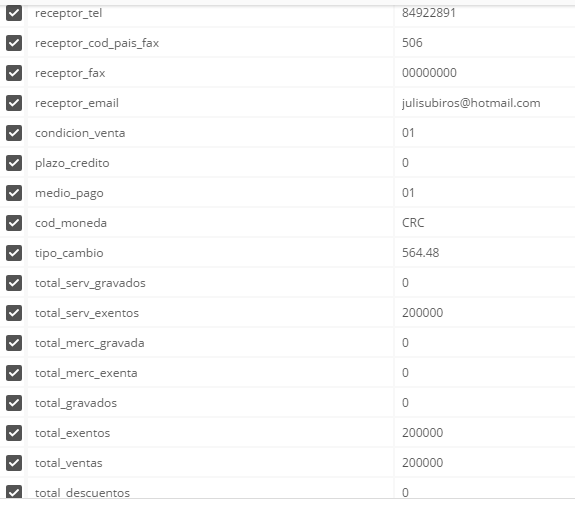 receptor_tel 84922891
receptor_cod_pais_fax 506
receptor_fax 00000000
receptor_email julisubiros@hotmail.com
condicion_venta 01
plazo_credito 0
medio_pago 01
cod_moneda CRC
tipo_cambio 564.48
total_serv_gravados 0
total_serv_exentos 200000
total_merc_gravada 0
total_merc_exenta 0
total_gravados 0
total_exentos 200000
total_ventas 200000
total_descuentos 0